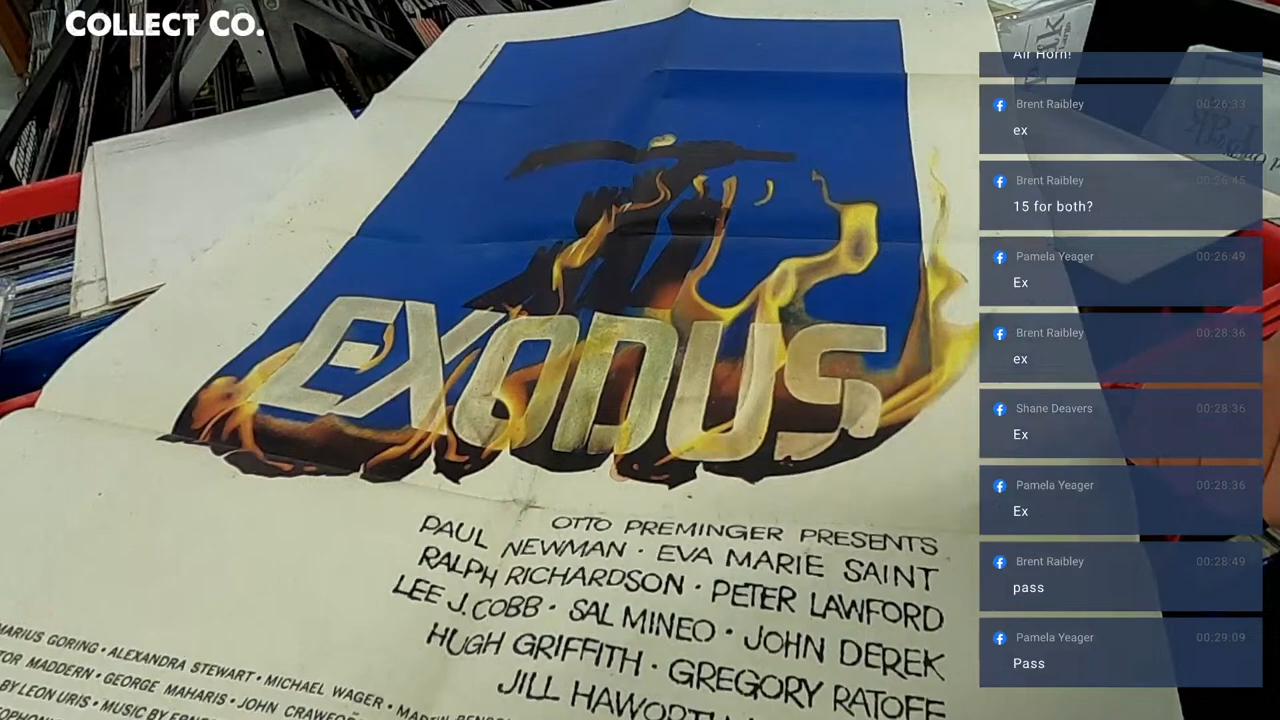 COLLECT CO.
EXODUS
OTTO PREMINGER PRESENTS
PAUL NEWMAN · EVA MARIE SAINT
RALPH RICHARDSON · PETER LAWFORD
LEE J. COBB · SAL MINEO · JOHN DEREK
HUGH GRIFFITH · GREGORY RATOFF
JILL HAWORTH
MARIUS GORING · ALEXANDRA STEWART · MICHAEL WAGER ·
MADDERN · GEORGE MAHARIS · JOHN
BY LEON URIS · MUSIC BY
Air Horn!
Brent Raibley 00:26:33
ex
Brent Raibley 00:26:45
15 for both?
Pamela Yeager 00:26:49
Ex
Brent Raibley 00:28:36
ex
Shane Deavers 00:28:36
Ex
Pamela Yeager 00:28:36
Ex
Brent Raibley 00:28:49
pass
Pamela Yeager 00:29:09
Pass